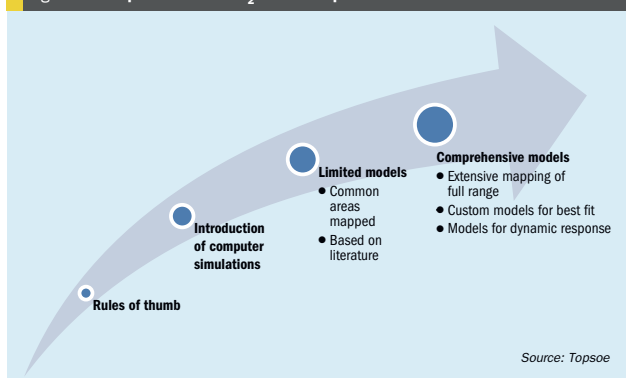 Rules of thumb
Introduction
of computer
simulations
Limited models
● Common
areas
mapped
● Based on
literature
Comprehensive models
● Extensive mapping of
full range
● Custom models for best fit
● Models for dynamic response
Source: Topsoe